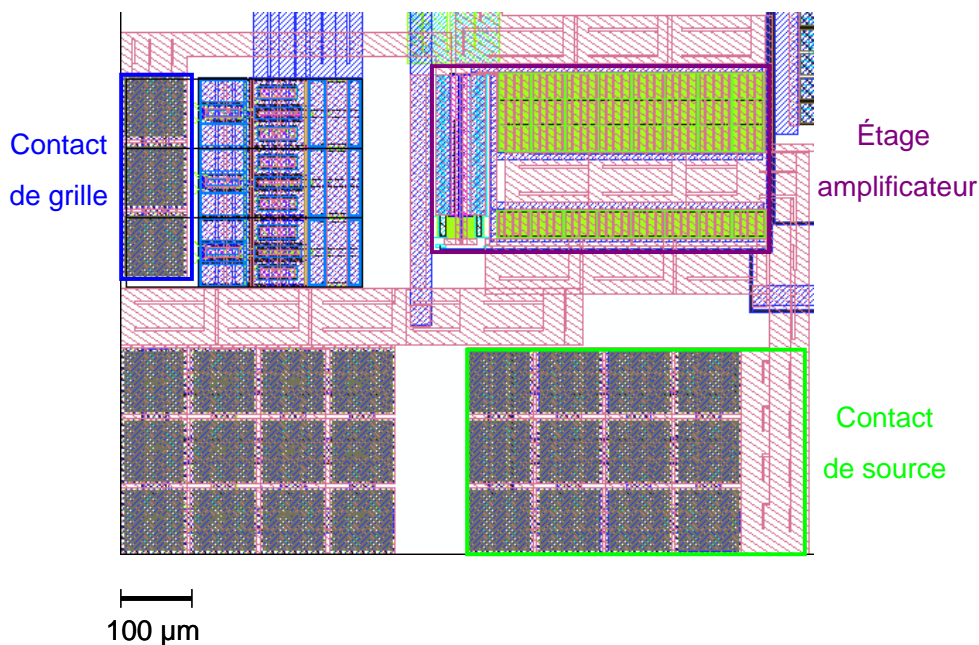 Contact
de grille
Étage
amplificateur
Contact
de source
100 µm